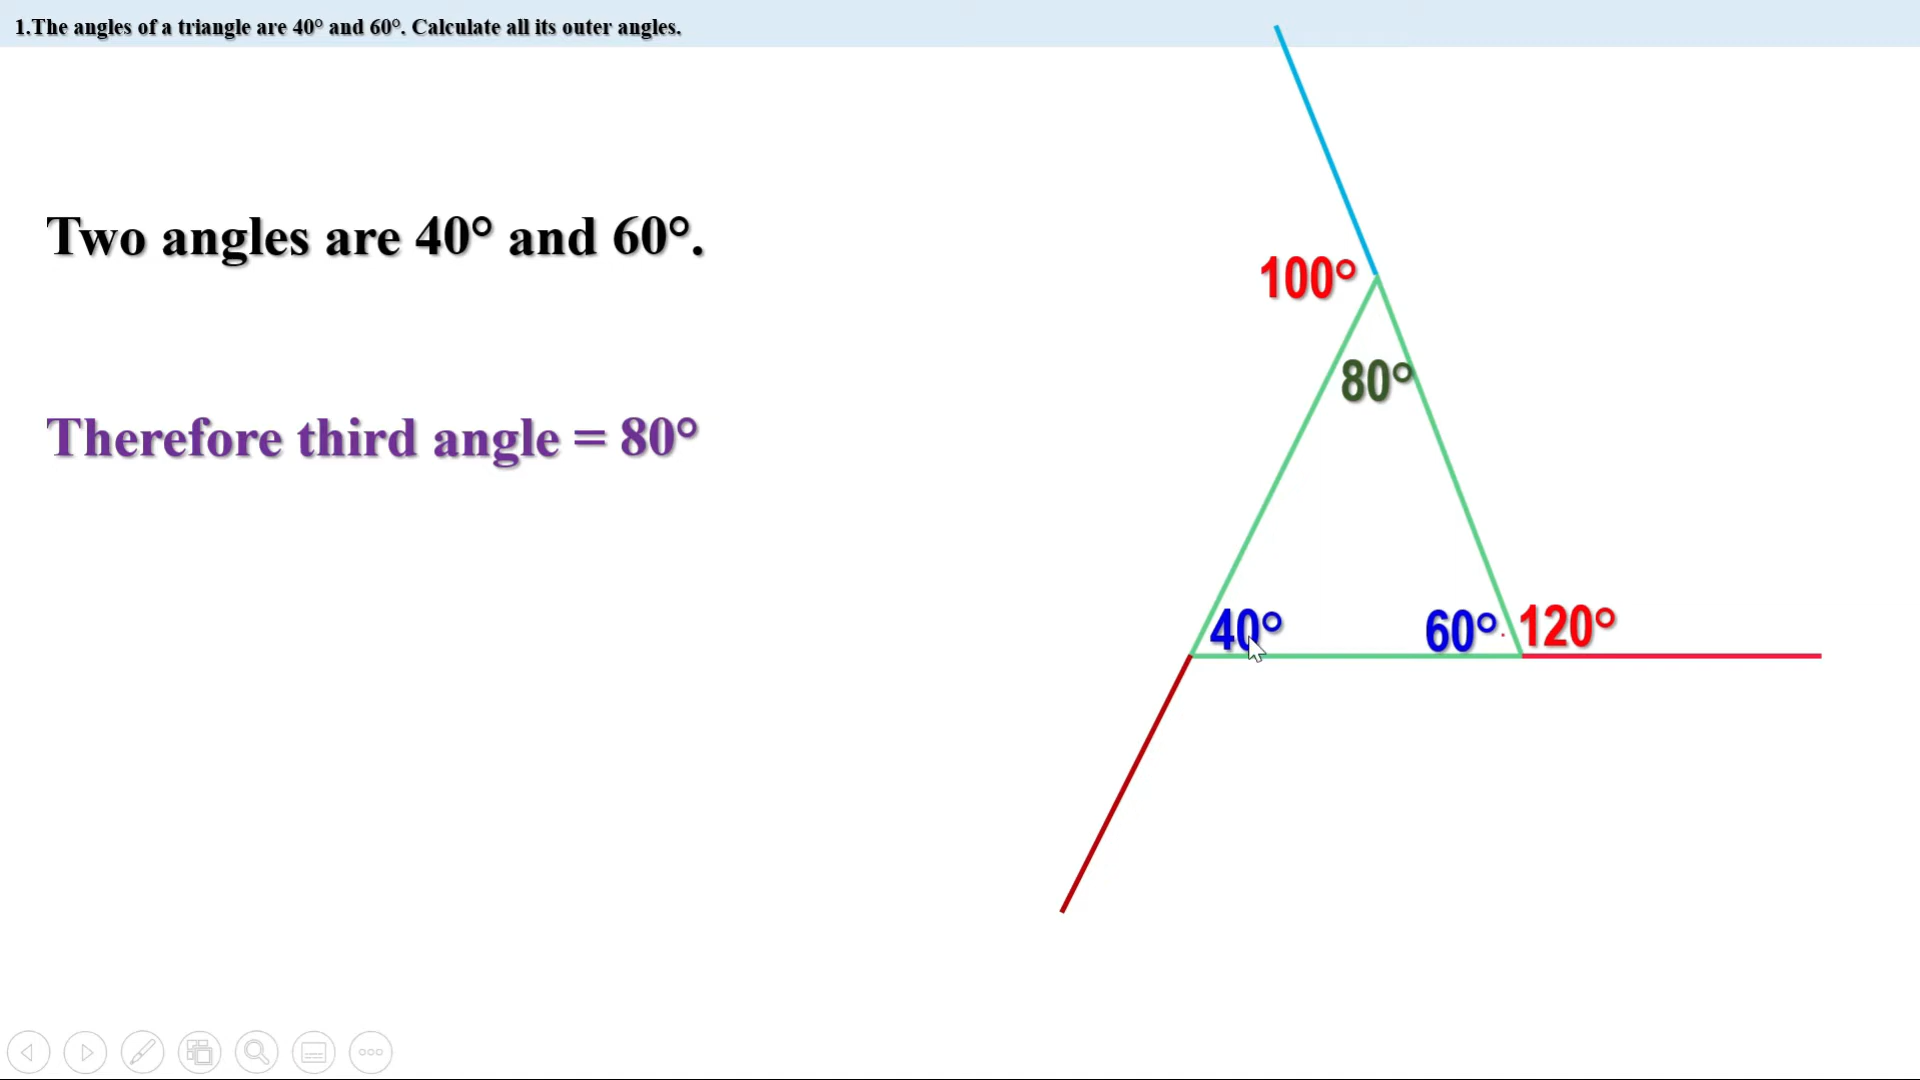 1.The angles of a triangle are 40° and 60°. Calculate all its outer angles.
Two angles are 40° and 60°.
Therefore third angle = 80°
100°
80°
40°
60°
120°